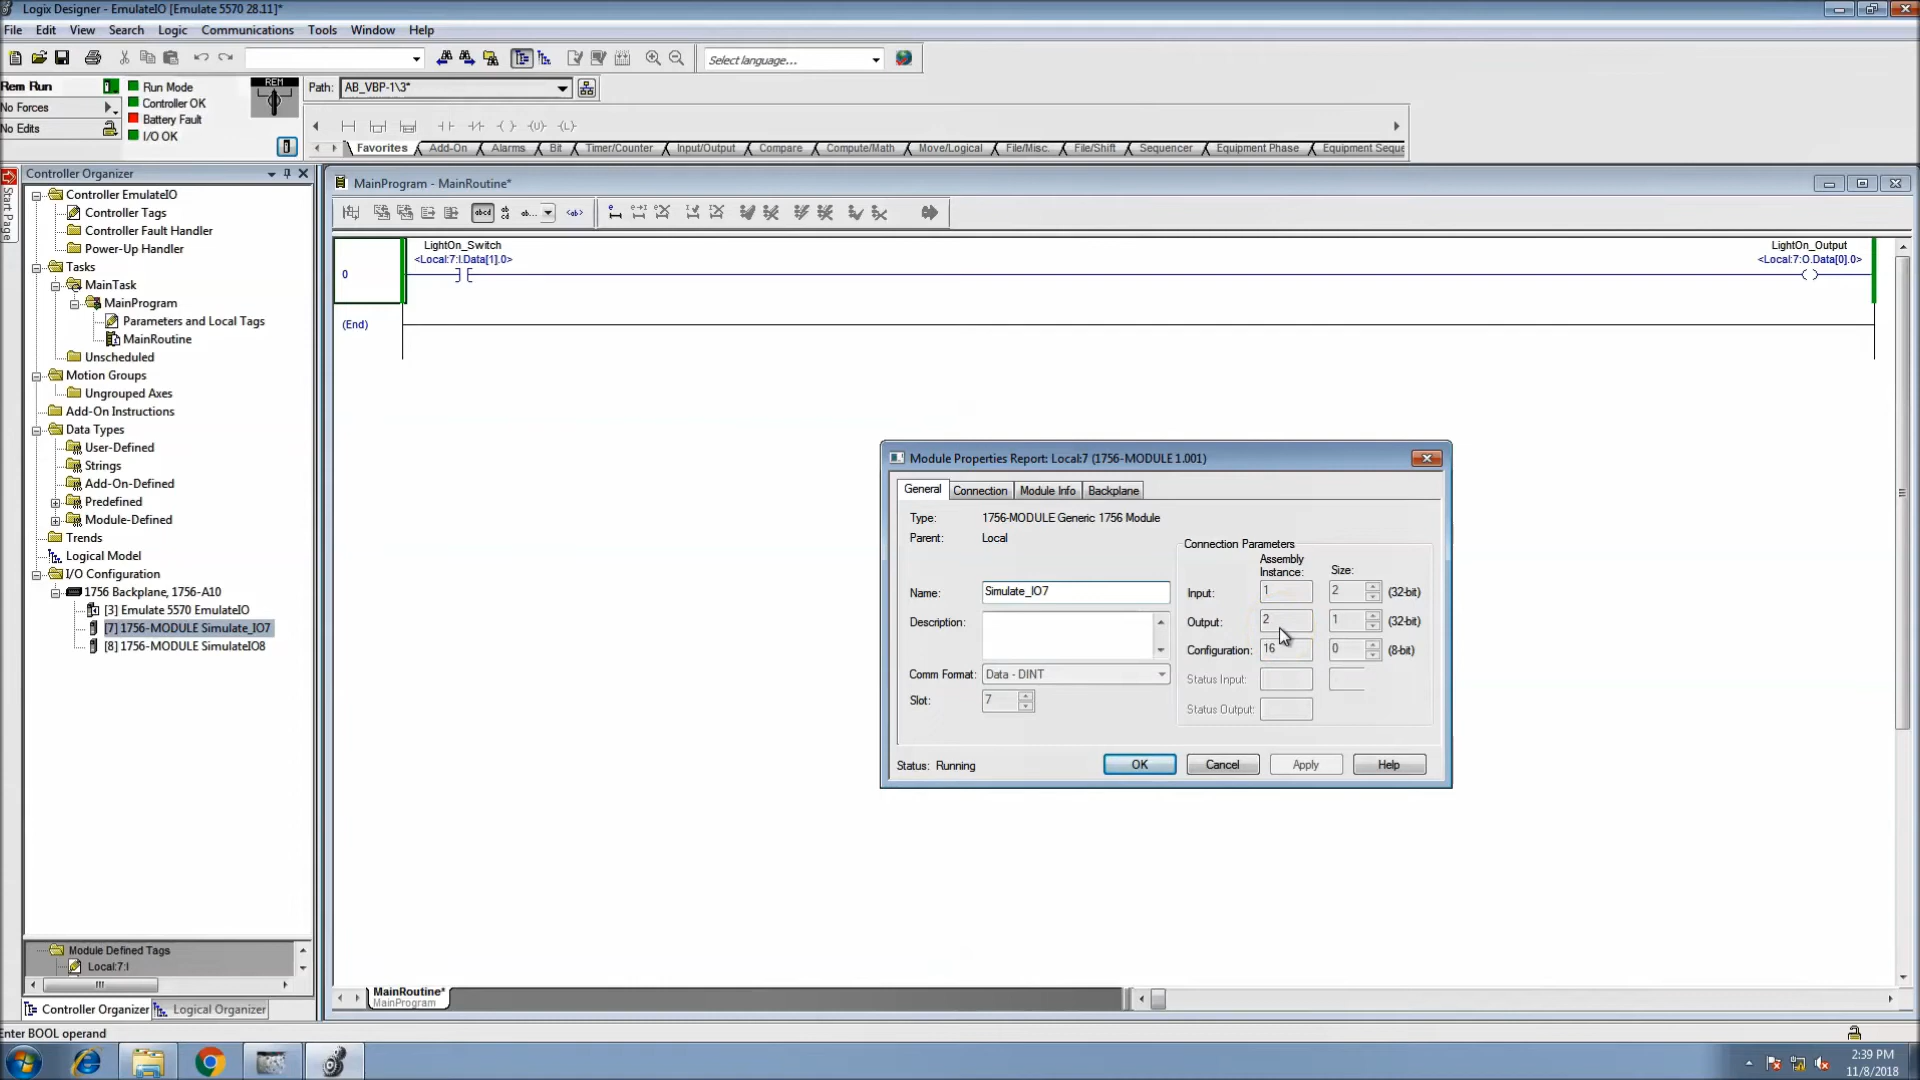 Logix Designer - EmulateIO [Emulate 5570 28.11]*
File Edit View Search Logic Communications Tools Window Help
Select language...
Rem Run
Run Mode
REM
Path: AB_VBP-1\3*
No Forces
Controller OK
Battery Fault
No Edits
I/O OK
Favorites Add-On Alarms Bit Timer/Counter Input/Output Compare Compute/Math Move/Logical File/Misc. File/Shift Sequencer Equipment Phase Equipment Seque
Start Page
Controller Organizer
Controller EmulateIO
Controller Tags
Controller Fault Handler
Power-Up Handler
Tasks
MainTask
MainProgram
Parameters and Local Tags
MainRoutine
Unscheduled
Motion Groups
Ungrouped Axes
Add-On Instructions
Data Types
User-Defined
Strings
Add-On-Defined
Predefined
Module-Defined
Trends
Logical Model
I/O Configuration
1756 Backplane, 1756-A10
[3] Emulate 5570 EmulateIO
[7] 1756-MODULE Simulate_IO7
[8] 1756-MODULE SimulateIO8
Module Defined Tags
Local:7:I
Controller Organizer Logical Organizer
MainProgram - MainRoutine*
LightOn_Switch
<Local:7:I.Data[1].0>
0
LightOn_Output
<Local:7:O.Data[0].0>
(End)
Module Properties Report: Local:7 (1756-MODULE 1.001)
General Connection Module Info Backplane
Type: 1756-MODULE Generic 1756 Module
Parent: Local
Connection Parameters
Assembly
Instance: Size:
Name: Simulate_IO7
Input: 1 2 (32-bit)
Description:
Output: 2 1 (32-bit)
Configuration: 16 0 (8-bit)
Comm Format: Data - DINT
Status Input:
Slot: 7
Status Output:
Status: Running
OK Cancel Apply Help
MainRoutine*
MainProgram
Enter BOOL operand
2:39 PM
11/8/2018